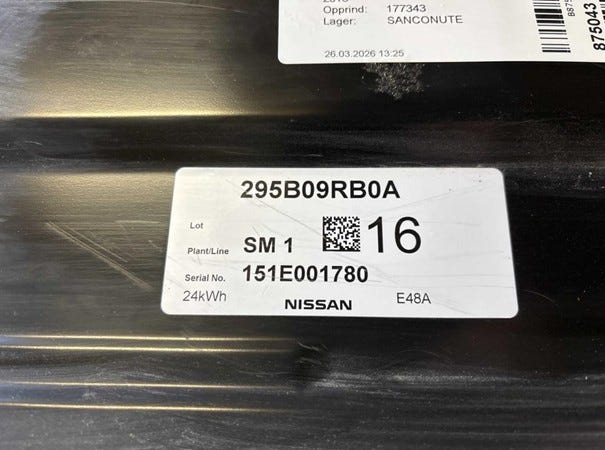 Opprind: 177343
Lager: SANCONUTE
26.03.2026 13:25
875043
295B09RB0A
Lot
16
Plant/Line SM 1
Serial No. 151E001780
24kWh NISSAN E48A